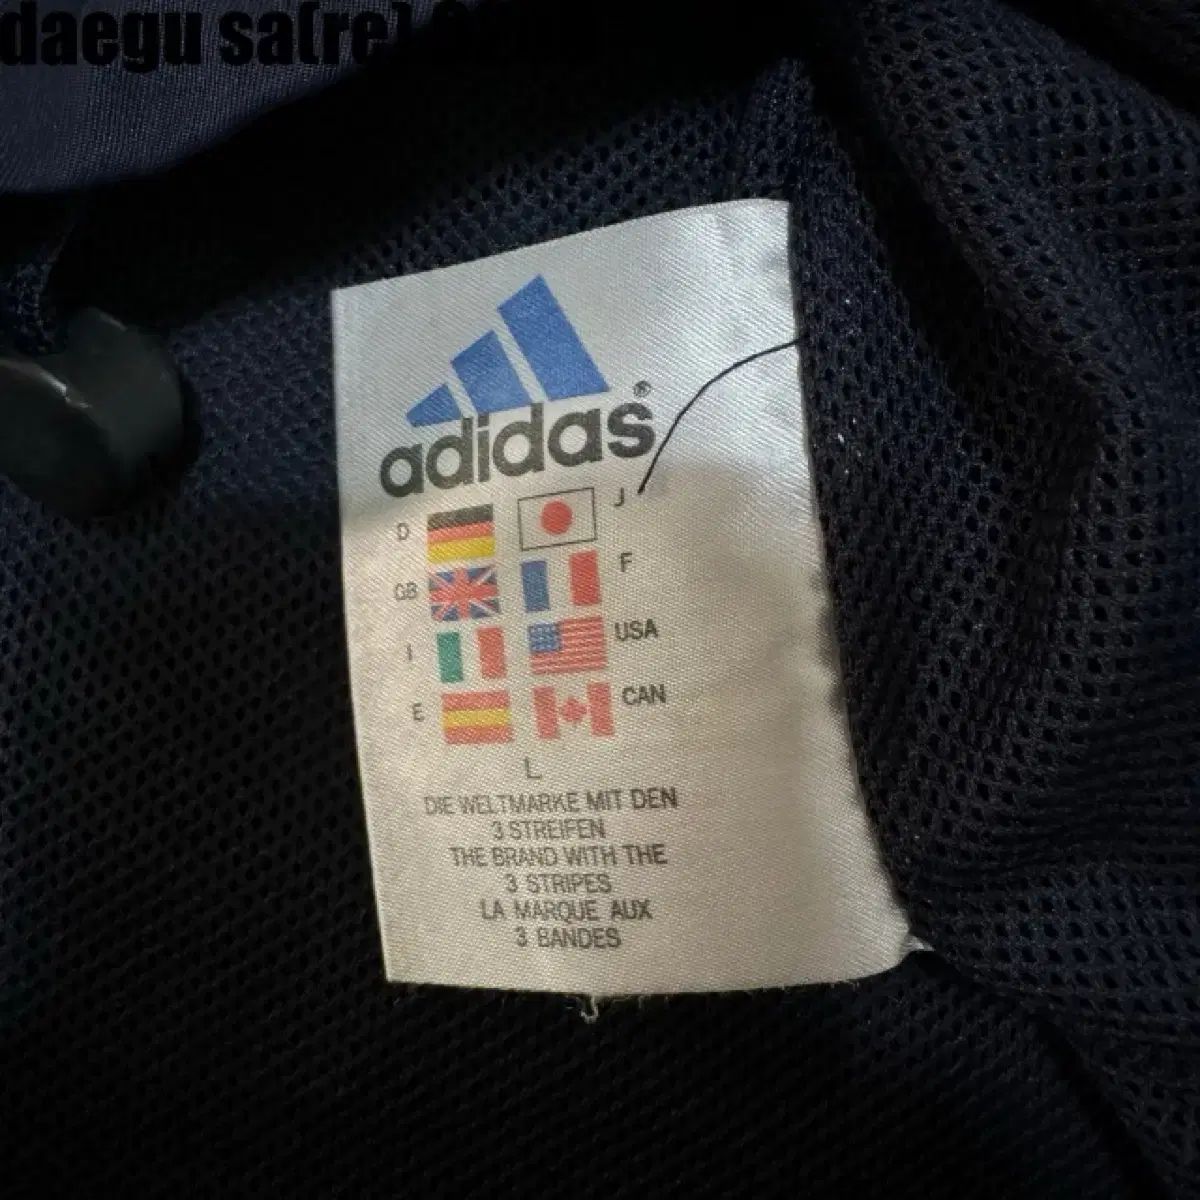 daegu sa(re)
adidas®
D J
GB F
I USA
E CAN
L
DIE WELTMARKE MIT DEN
3 STREIFEN
THE BRAND WITH THE
3 STRIPES
LA MARQUE AUX
3 BANDES